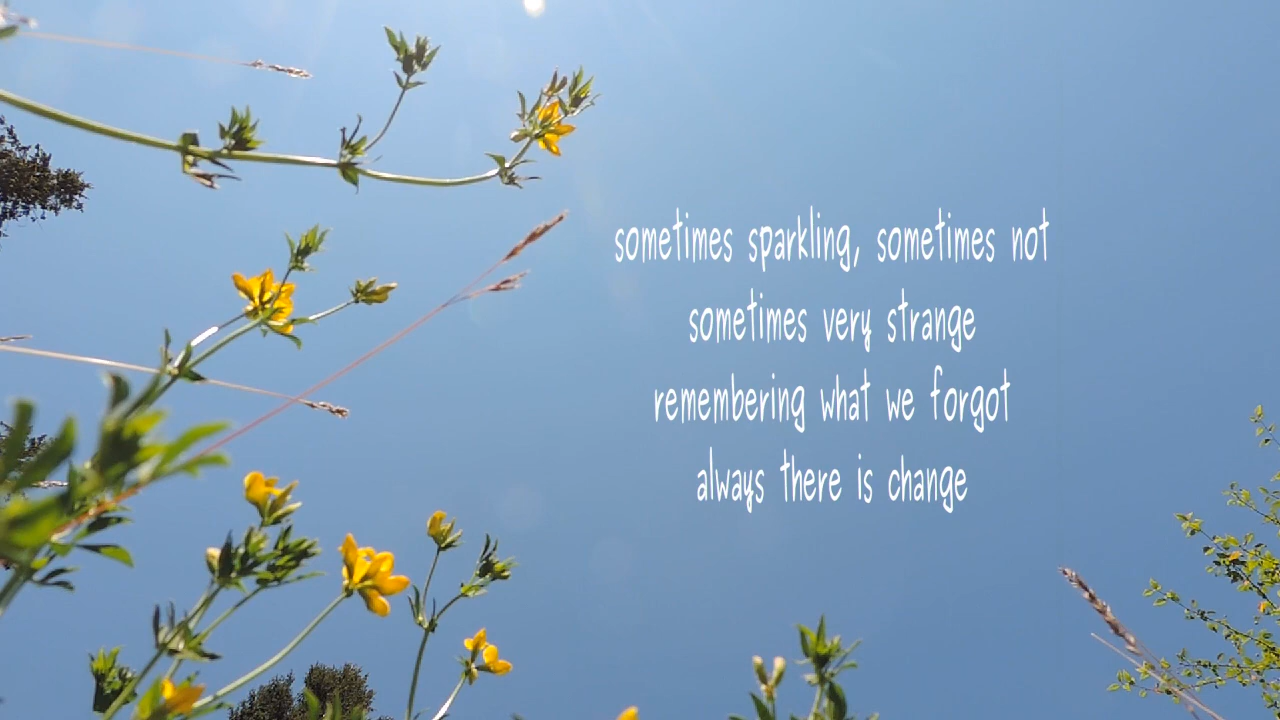 sometimes sparkling, sometimes not
sometimes very strange
remembering what we forgot
always there is change